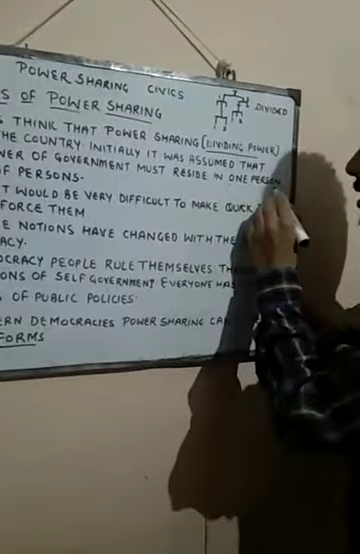 POWER SHARING CIVICS
S OF POWER SHARING
DIVIDED
THINK THAT POWER SHARING (DIVIDING POWER)
THE COUNTRY INITIALLY IT WAS ASSUMED THAT
WER OF GOVERNMENT MUST RESIDE IN ONE PERSON
OF PERSONS.
T WOULD BE VERY DIFFICULT TO MAKE QUICK
FORCE THEM
E NOTIONS HAVE CHANGED WITH THE
ACY.
OCRACY PEOPLE RULE THEMSELVES TH
IONS OF SELF GOVERNMENT EVERYONE HAS
OF PUBLIC POLICIES.
ERN DEMOCRACIES POWER SHARING CA
FORMS